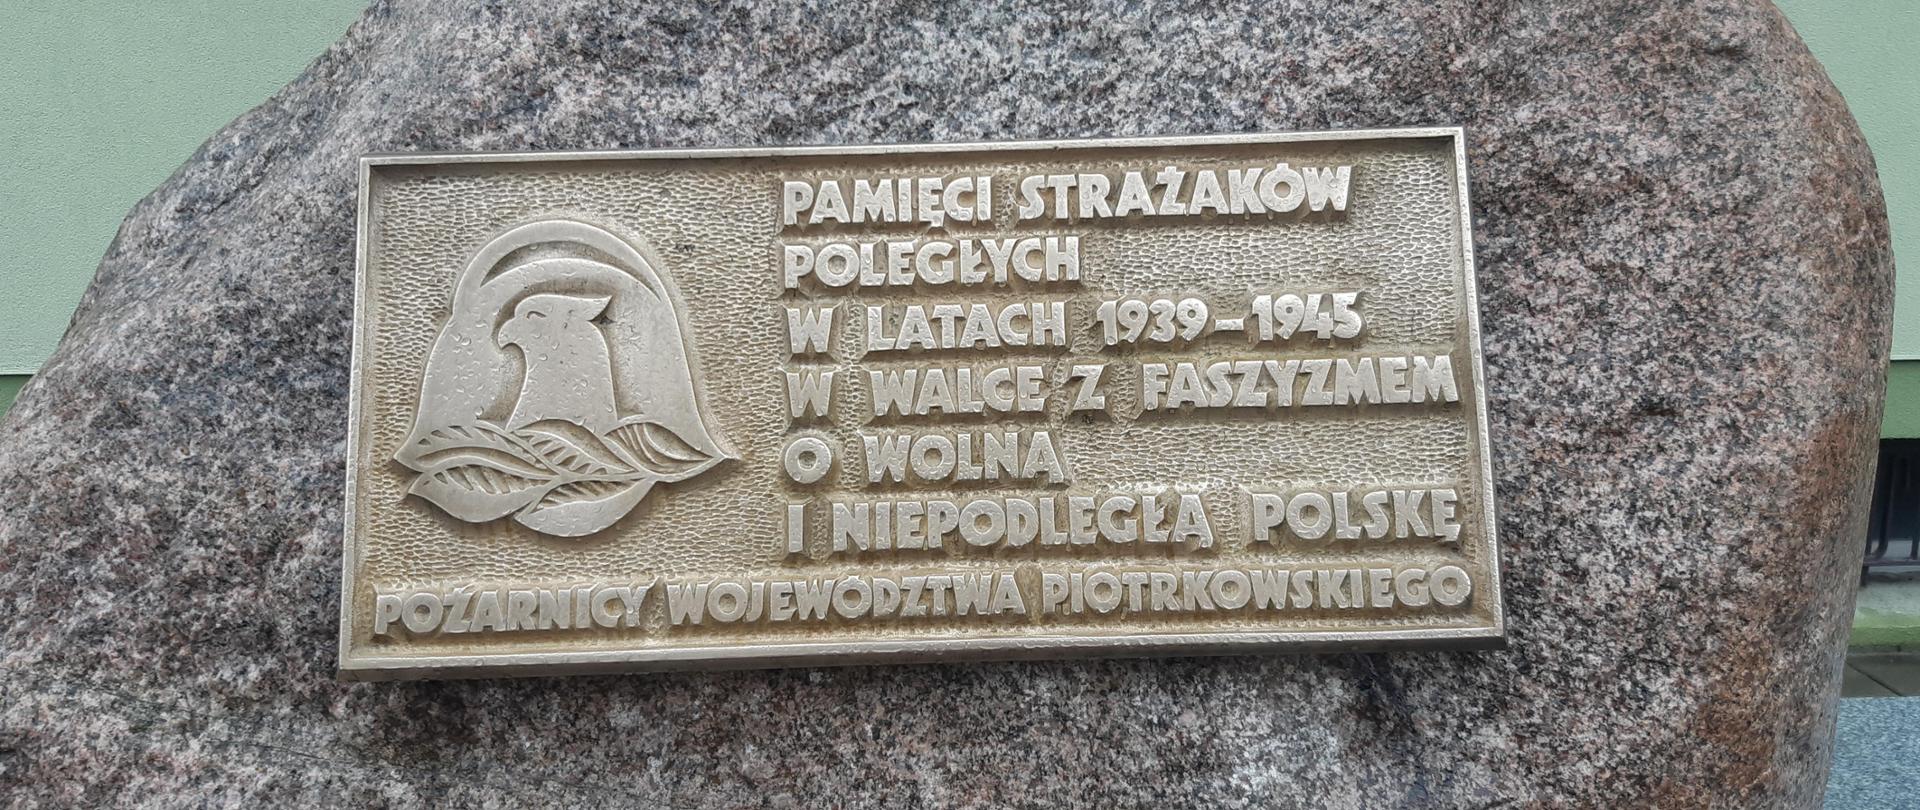 PAMIĘCI STRAŻAKÓW
POLEGŁYCH
W LATACH 1939-1945
W WALCE Z FASZYZMEM
O WOLNĄ
I NIEPODLEGŁĄ POLSKĘ
POŻARNICY WOJEWÓDZTWA PIOTRKOWSKIEGO